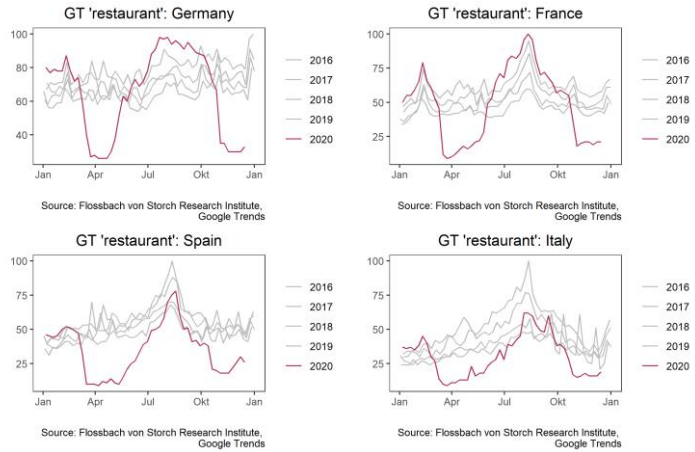 GT 'restaurant': Germany
100
80
60
40
Jan
Apr
Jul
Okt
Jan
2016
2017
2018
2019
2020
Source: Flossbach von Storch Research Institute,
Google Trends
GT 'restaurant': France
100
75
50
25
Jan
Apr
Jul
Okt
Jan
2016
2017
2018
2019
2020
Source: Flossbach von Storch Research Institute,
Google Trends
GT 'restaurant': Spain
100
75
50
25
Jan
Apr
Jul
Okt
Jan
2016
2017
2018
2019
2020
Source: Flossbach von Storch Research Institute,
Google Trends
GT 'restaurant': Italy
100
75
50
25
Jan
Apr
Jul
Okt
Jan
2016
2017
2018
2019
2020
Source: Flossbach von Storch Research Institute,
Google Trends